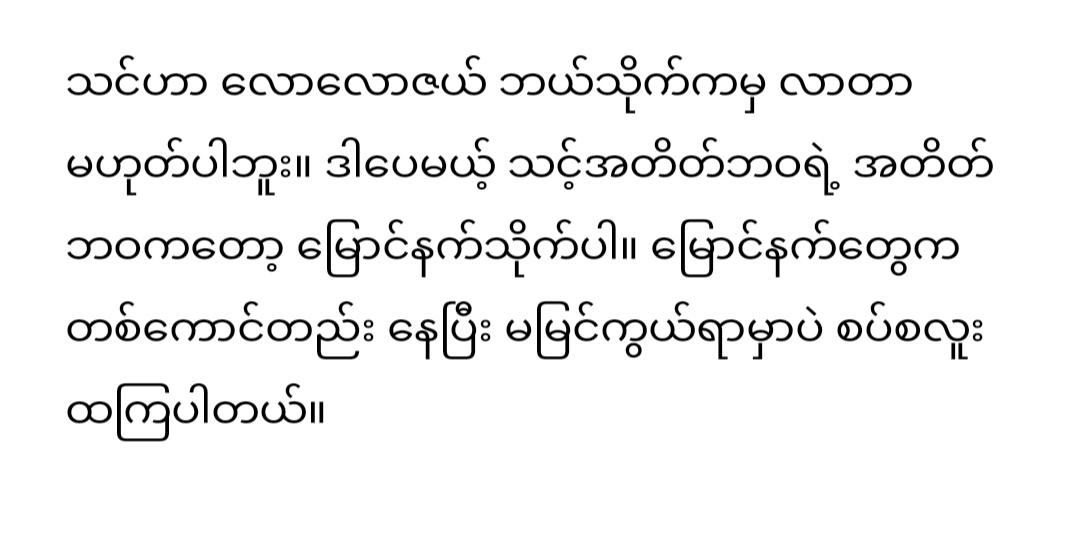 သင်ဟာ လောလောဇယ် ဘယ်သိုက်ကမှ လာတာ
မဟုတ်ပါဘူး။ ဒါပေမယ့် သင့်အတိတ်ဘဝရဲ့ အတိတ်
ဘဝကတော့ မြောင်နက်သိုက်ပါ။ မြောင်နက်တွေက
တစ်ကောင်တည်း နေပြီး မမြင်ကွယ်ရာမှာပဲ စပ်စလူး
ထကြပါတယ်။